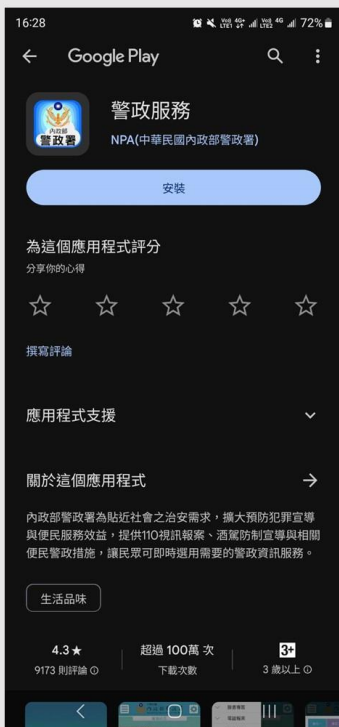 16:28
Vo)) 4G+ Vo)) 4G 72%
LTE1 LTE2
Google Play
內政部
警政署
警政服務
NPA(中華民國內政部警政署)
安裝
為這個應用程式評分
分享你的心得
撰寫評論
應用程式支援
關於這個應用程式
內政部警政署為貼近社會之治安需求，擴大預防犯罪宣導
與便民服務效益，提供110視訊報案、酒駕防制宣導與相關
便民警政措施，讓民眾可即時選用需要的警政資訊服務。
生活品味
4.3★
9173 則評論
超過 100萬 次
下載次數
3+
3 歲以上